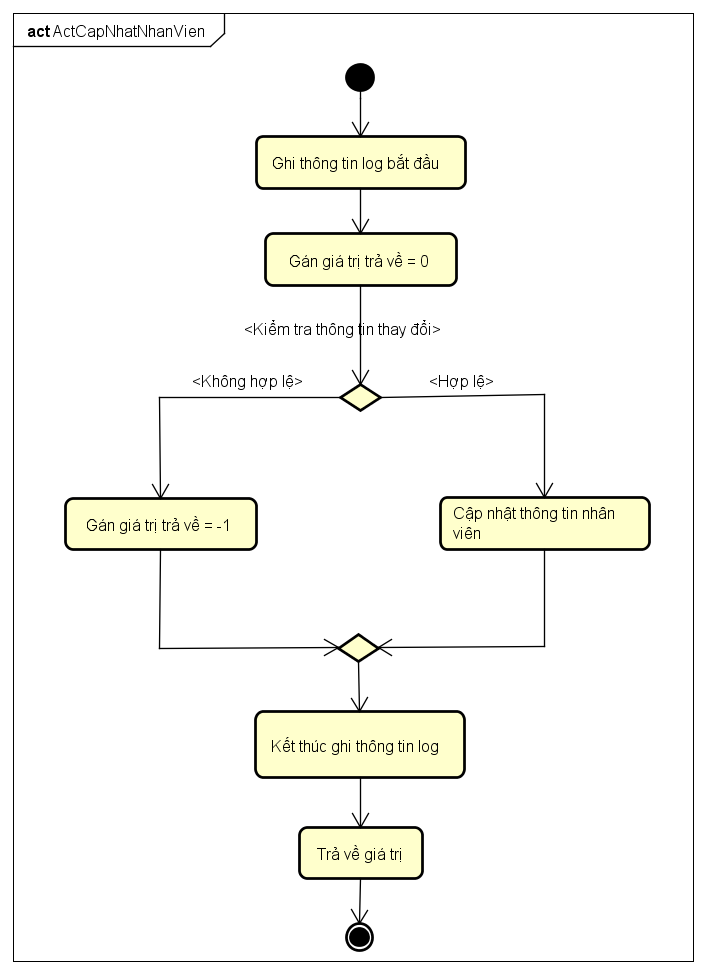 act ActCapNhatNhanVien
Ghi thông tin log bắt đầu
Gán giá trị trả về = 0
<Kiểm tra thông tin thay đổi>
<Không hợp lệ>
<Hợp lệ>
Gán giá trị trả về = -1
Cập nhật thông tin nhân
viên
Kết thúc ghi thông tin log
Trả về giá trị